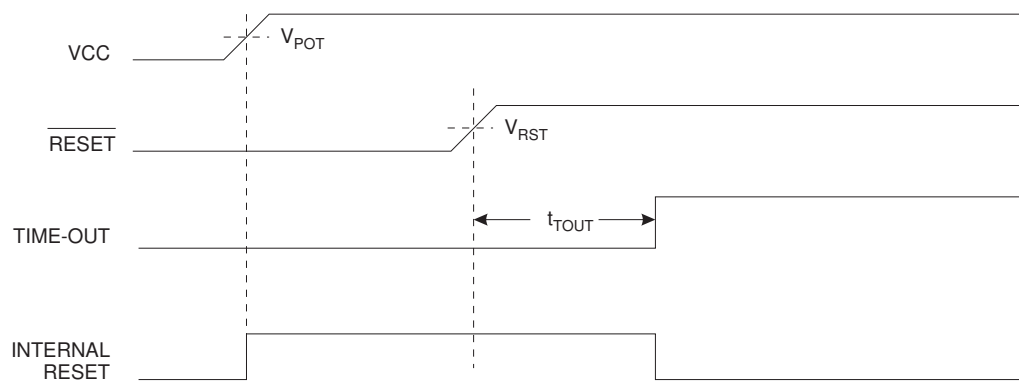 VCC
VPOT
RESET
VRST
TIME-OUT
tTOUT
INTERNAL
RESET